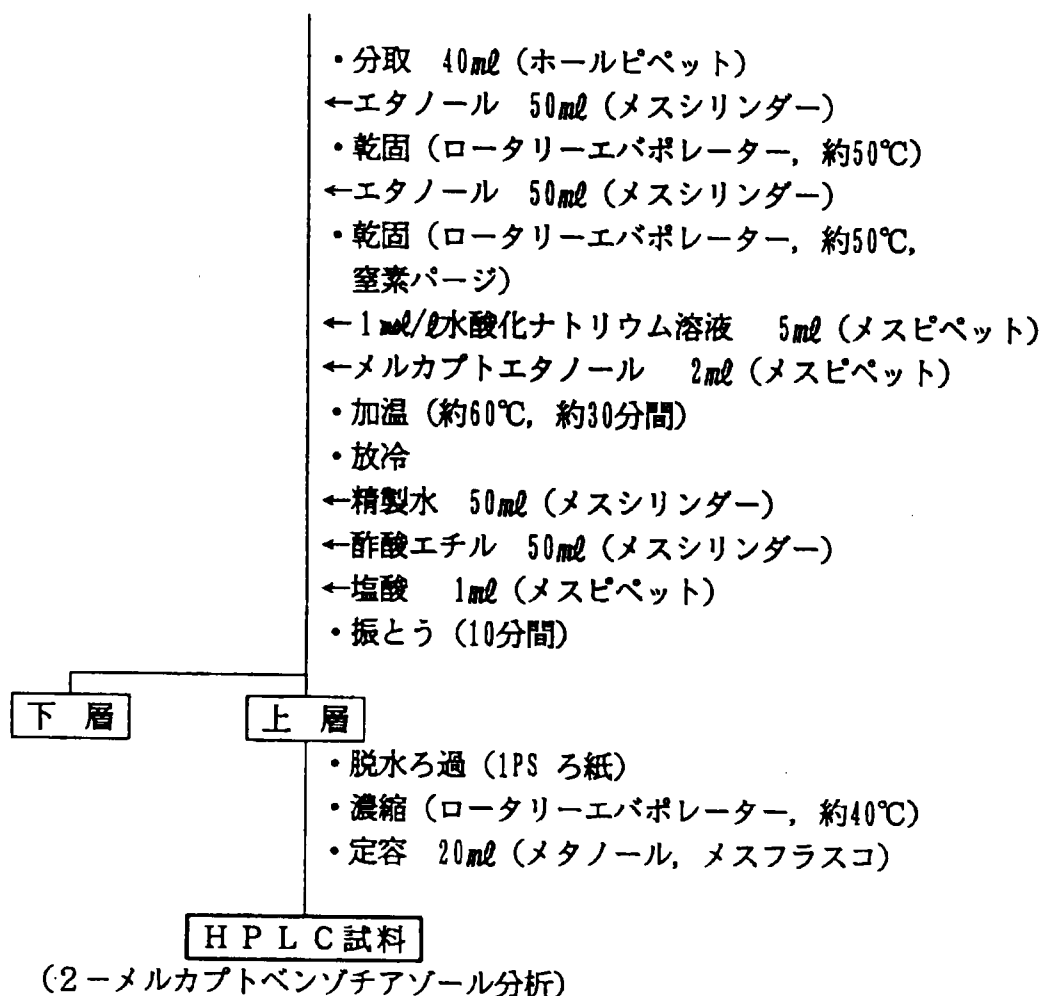 ・分取 40ml(ホールピペット)
←エタノール 50ml(メスシリンダー)
・乾固(ロータリーエバポレーター,約50℃)
←エタノール 50ml(メスシリンダー)
・乾固(ロータリーエバポレーター,約50℃,
窒素パージ)
←1mol/l水酸化ナトリウム溶液 5ml(メスピペット)
←メルカプトエタノール 2ml(メスピペット)
・加温(約60℃,約30分間)
・放冷
←精製水 50ml(メスシリンダー)
←酢酸エチル 50ml(メスシリンダー)
←塩酸 1ml(メスピペット)
・振とう(10分間)
下 層
上 層
・脱水ろ過(1PS ろ紙)
・濃縮(ロータリーエバポレーター,約40℃)
・定容 20ml(メタノール,メスフラスコ)
HPLC試料
(2-メルカプトベンゾチアゾール分析)